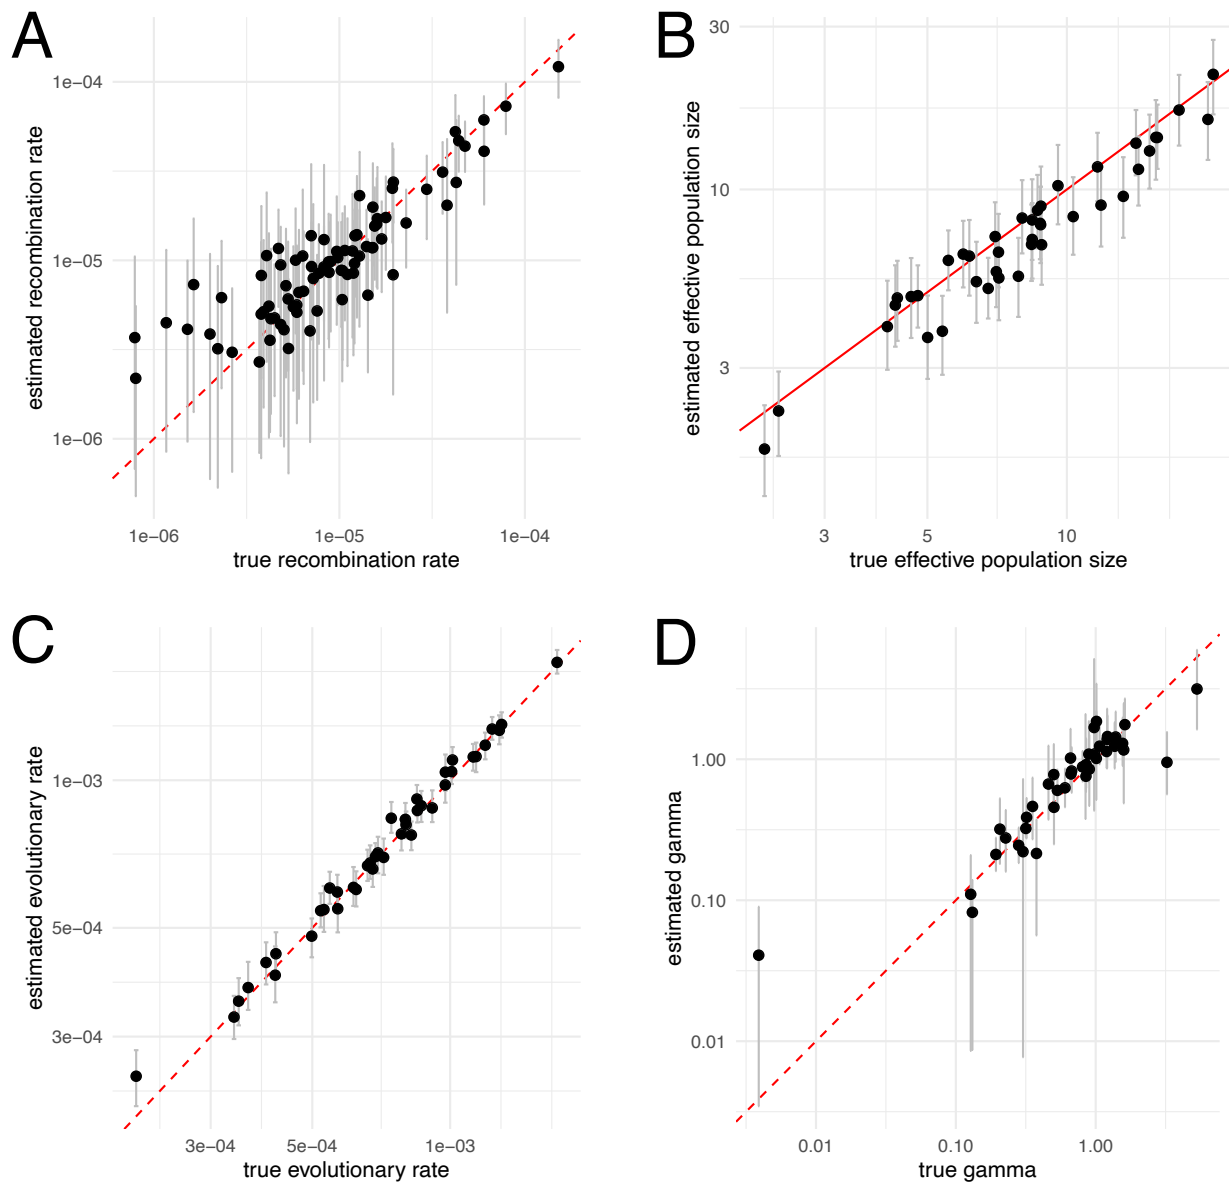 A
estimated recombination rate
1e−04
1e−05
1e−06
1e−06 1e−05 1e−04
true recombination rate
B
estimated effective population size
30
10
3
3 5 10
true effective population size
C
estimated evolutionary rate
1e−03
5e−04
3e−04
3e−04 5e−04 1e−03
true evolutionary rate
D
estimated gamma
1.00
0.10
0.01
0.01 0.10 1.00
true gamma